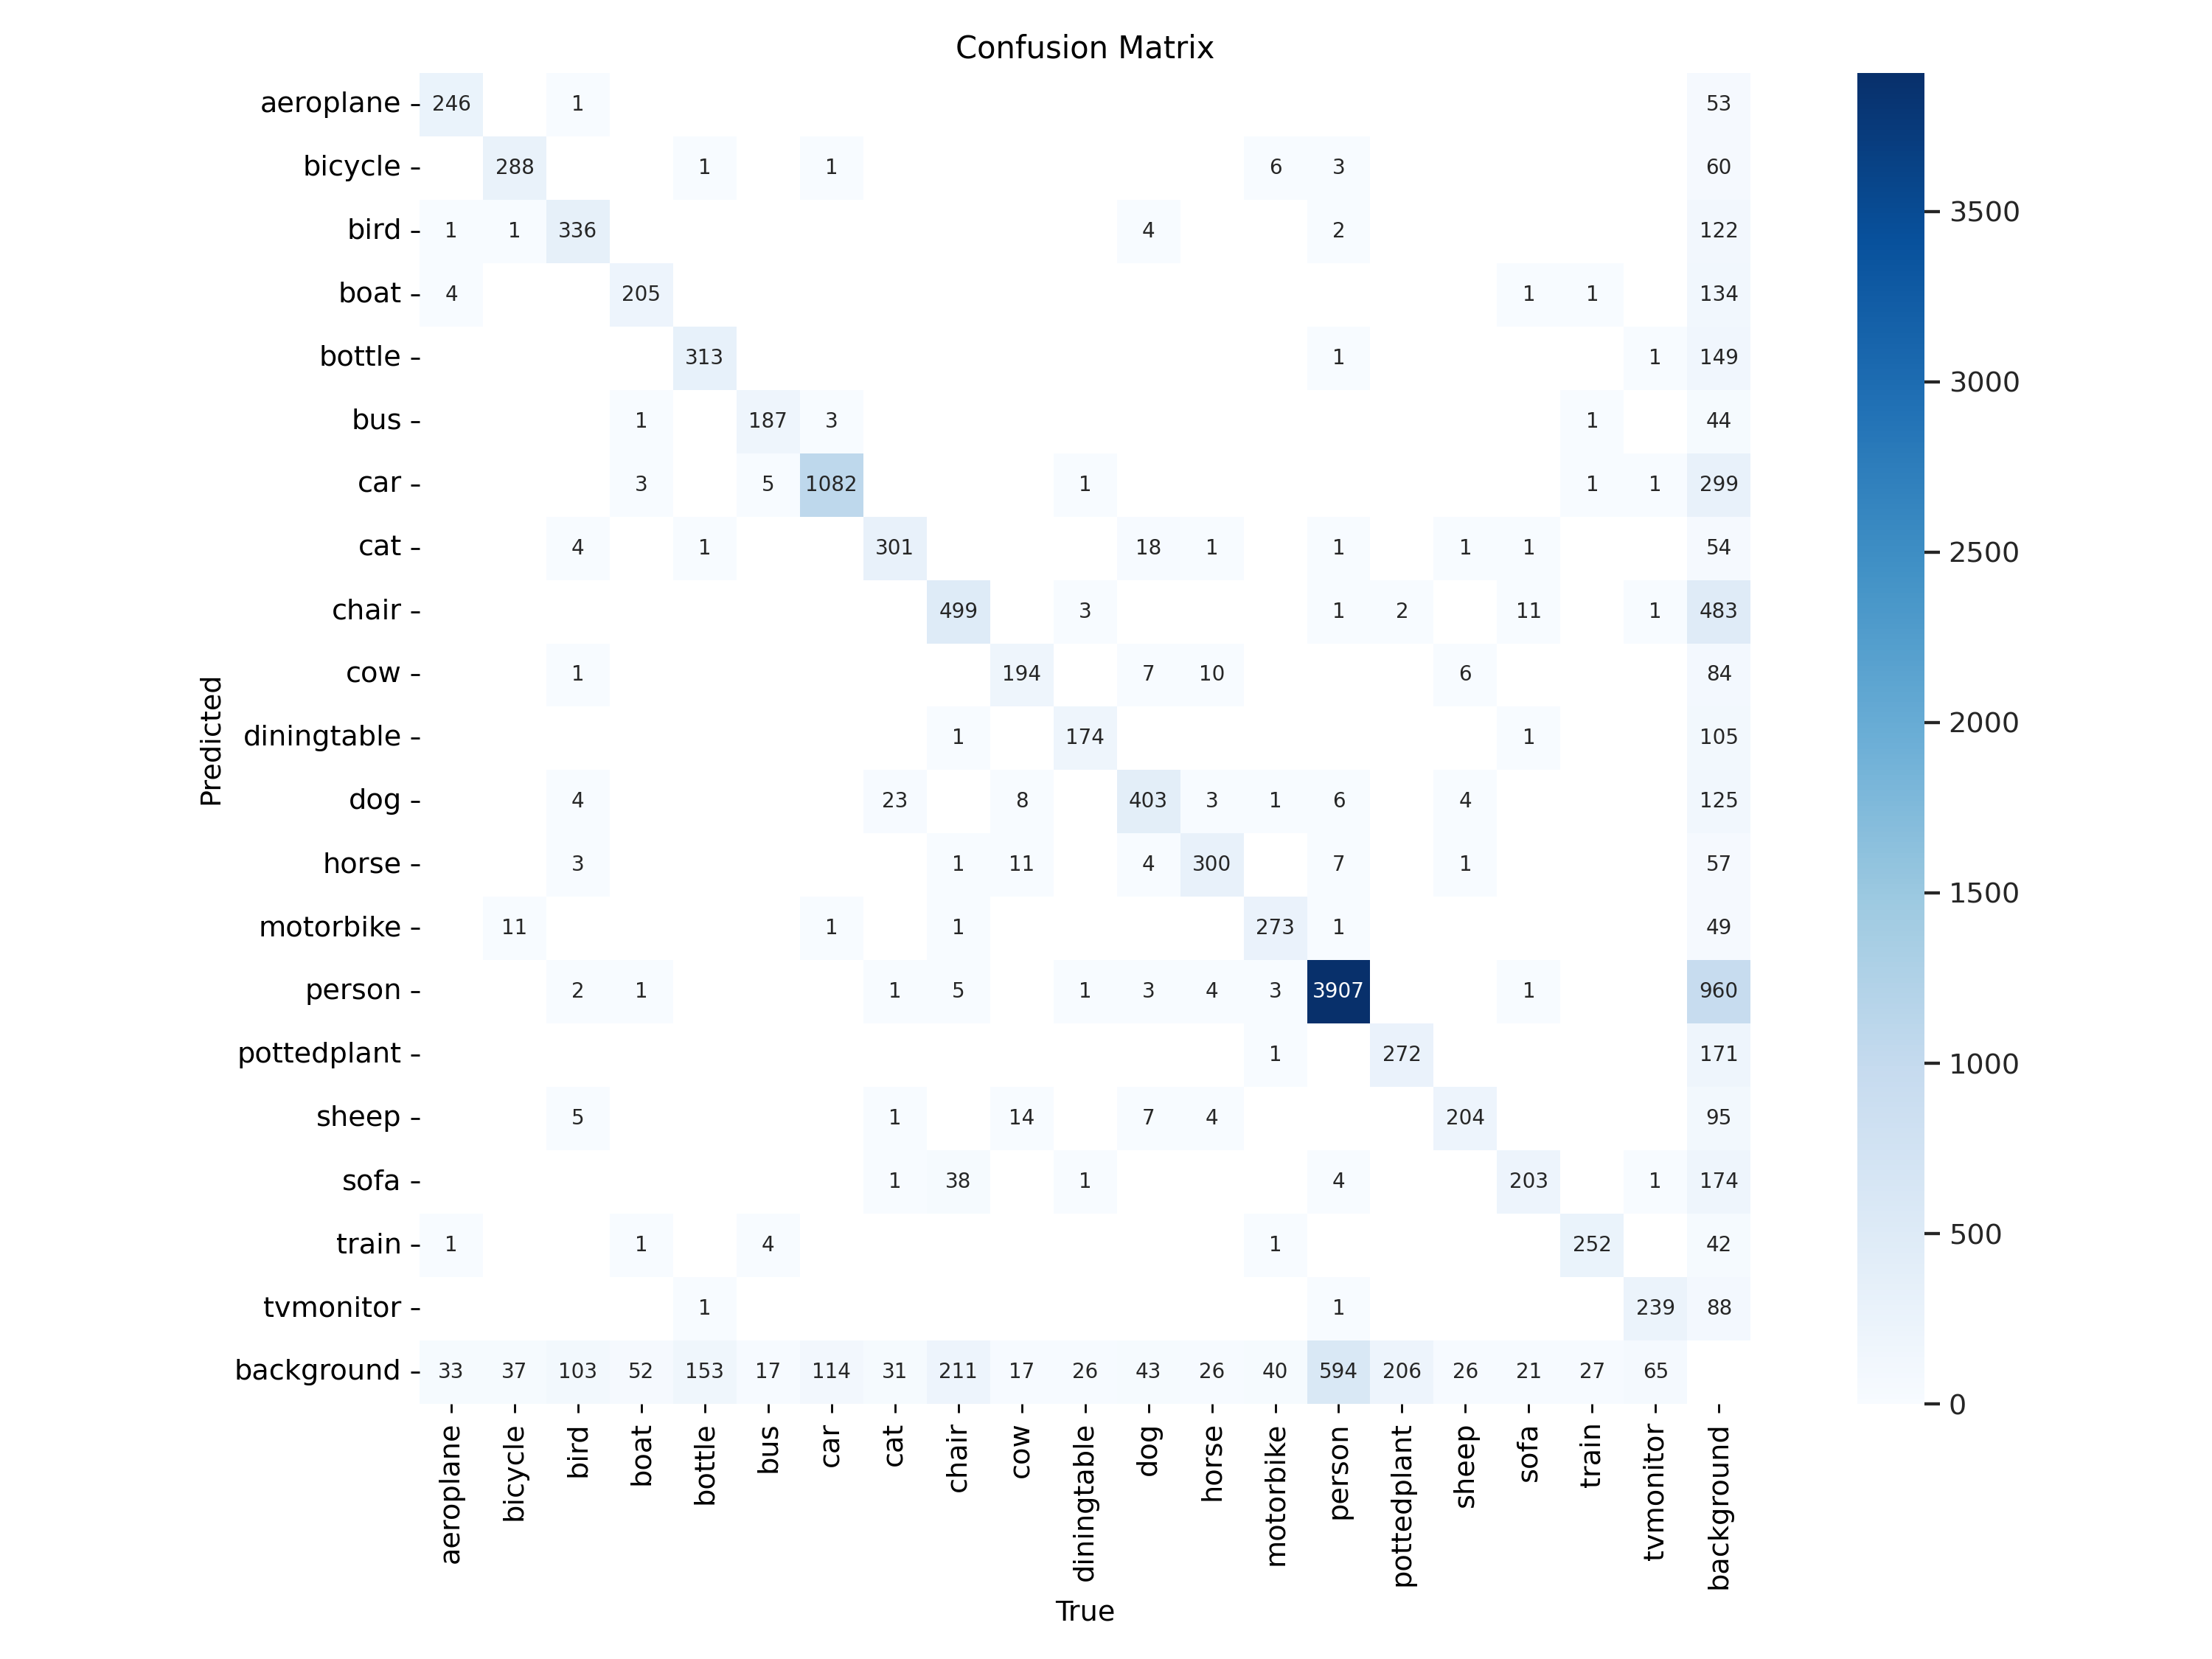 Confusion Matrix
aeroplane 246 1 53
bicycle 288 1 1 6 3 60
bird 1 1 336 4 2 122
boat 4 205 1 1 134
bottle 313 1 1 149
bus 1 187 3 1 44
car 3 5 1082 1 1 1 299
cat 4 1 301 18 1 1 1 1 54
chair 499 3 1 2 11 1 483
cow 1 194 7 10 6 84
diningtable 1 174 1 105
dog 4 23 8 403 3 1 6 4 125
horse 3 1 11 4 300 7 1 57
motorbike 11 1 1 273 1 49
person 2 1 1 5 1 3 4 3 3907 1 960
pottedplant 1 272 171
sheep 5 1 14 7 4 204 95
sofa 1 38 1 4 203 1 174
train 1 1 4 1 252 42
tvmonitor 1 1 239 88
background 33 37 103 52 153 17 114 31 211 17 26 43 26 40 594 206 26 21 27 65
Predicted
aeroplane
bicycle
bird
boat
bottle
bus
car
cat
chair
cow
diningtable
dog
horse
motorbike
person
pottedplant
sheep
sofa
train
tvmonitor
background
True
3500
3000
2500
2000
1500
1000
500
0